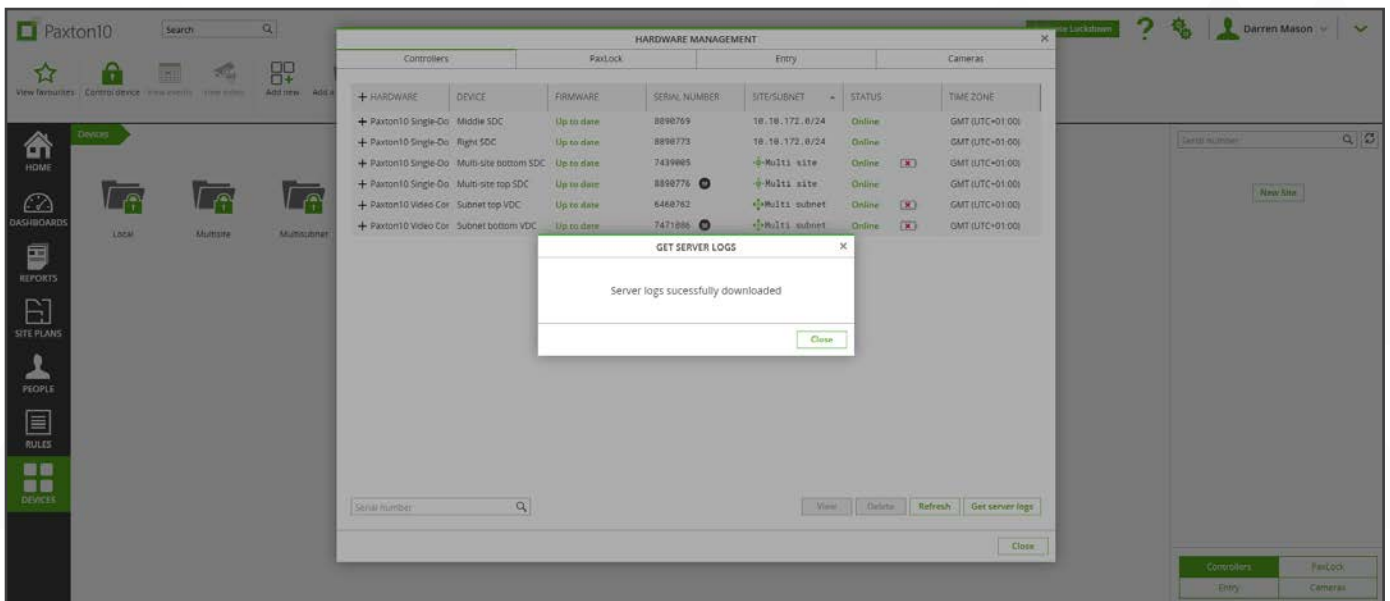 Paxton10
Search
Lockdown
?
Darren Mason
View favourites
Control device
View events
View video
Add new
HARDWARE MANAGEMENT
Controllers PaxLock Entry Cameras
HARDWARE DEVICE FIRMWARE SERIAL NUMBER SITE/SUBNET STATUS TIME ZONE
+ Paxton10 Single-Do Middle SDC Up to date 8890769 10.10.172.0/24 Online GMT (UTC+01:00)
+ Paxton10 Single-Do Right SDC Up to date 8890773 10.10.172.0/24 Online GMT (UTC+01:00)
+ Paxton10 Single-Do Multi-site bottom SDC Up to date 7439005 Multi site Online GMT (UTC+01:00)
+ Paxton10 Single-Do Multi-site top SDC Up to date 8890776 Multi site Online GMT (UTC+01:00)
+ Paxton10 Video Cor Subnet top VDC Up to date 6460762 Multi subnet Online GMT (UTC+01:00)
+ Paxton10 Video Cor Subnet bottom VDC Up to date 7471086 Multi subnet Online GMT (UTC+01:00)
GET SERVER LOGS
Server logs sucessfully downloaded
Close
Serial number
View Delete Refresh Get server logs
Close
HOME
DASHBOARDS
REPORTS
SITE PLANS
PEOPLE
RULES
DEVICES
Devices
Local
Multisite
Multisubnet
Serial number
New Site
Controllers PaxLock
Entry Cameras